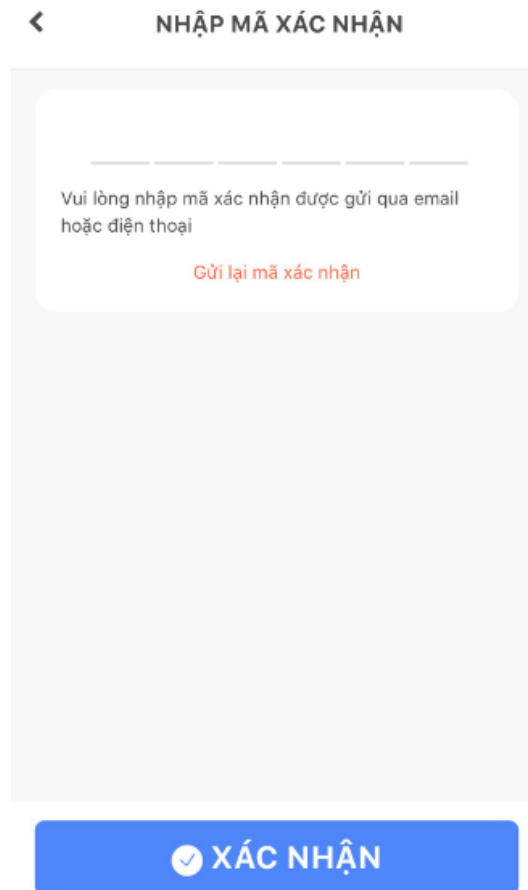 NHẬP MÃ XÁC NHẬN
Vui lòng nhập mã xác nhận được gửi qua email
hoặc điện thoại
Gửi lại mã xác nhận
XÁC NHẬN